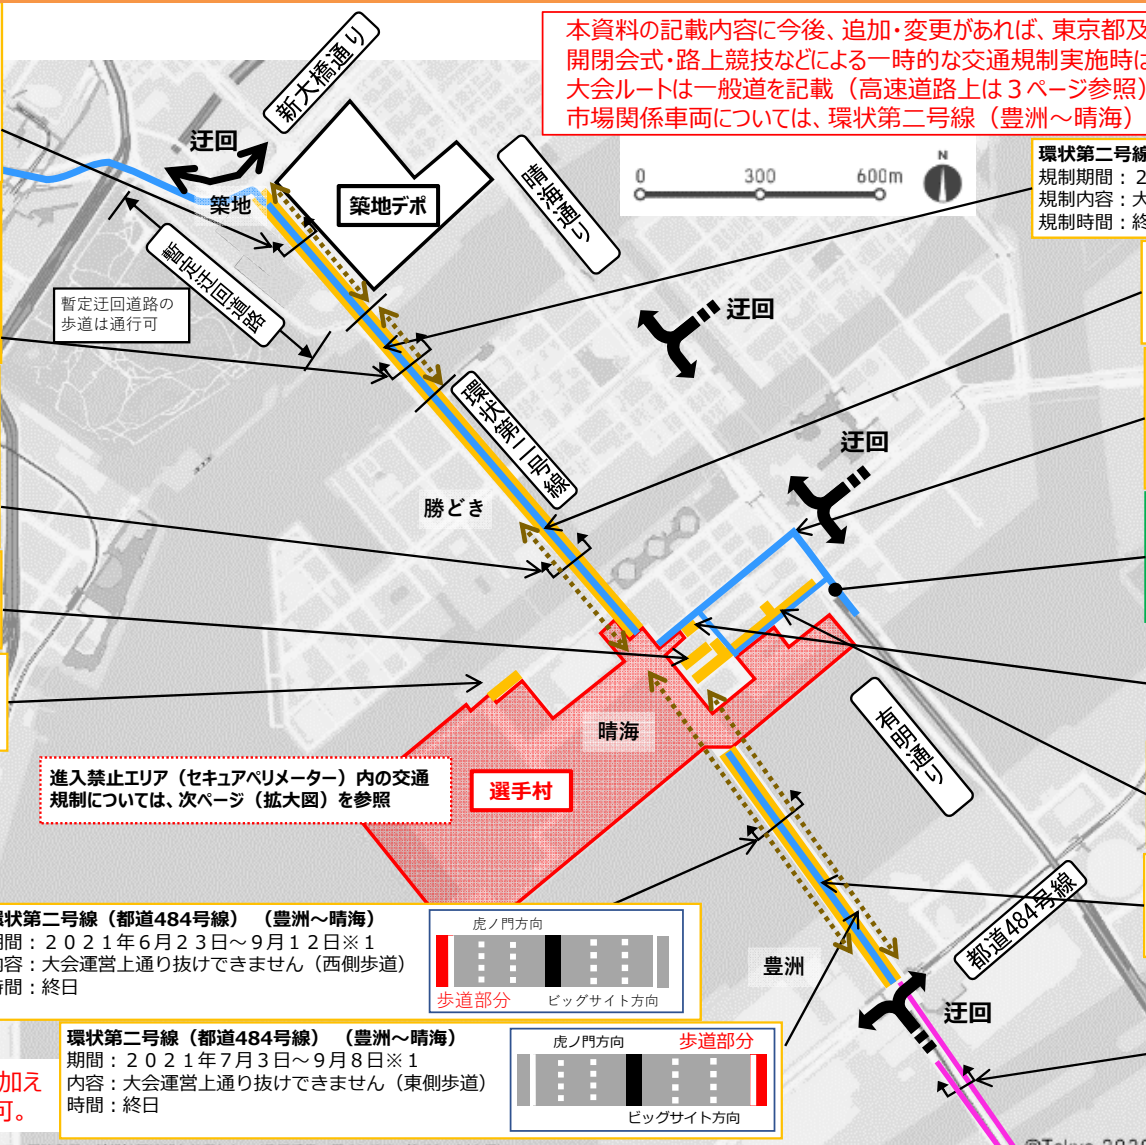 本資料の記載内容に今後、追加・変更があれば、東京都及
開閉会式・路上競技などによる一時的な交通規制実施時は
大会ルートは一般道を記載（高速道路上は３ページ参照）
市場関係車両については、環状第二号線（豊洲～晴海）
新大橋通り
迂回
築地
築地デポ
晴海通り
0 300 600m
N
環状第二号線
規制期間：２
規制内容：大
規制時間：終
暫定迂回道路
暫定迂回道路の
歩道は通行可
迂回
環状第二号線
迂回
勝どき
晴海
有明通り
進入禁止エリア（セキュアペリメーター）内の交通
規制については、次ページ（拡大図）を参照
選手村
状第二号線（都道484号線）（豊洲～晴海）
期間：２０２１年６月２３日～９月１２日※１
内容：大会運営上通り抜けできません（西側歩道）
時間：終日
虎ノ門方向
歩道部分
ビッグサイト方向
豊洲
都道484号線
迂回
環状第二号線（都道484号線）（豊洲～晴海）
期間：２０２１年７月３日～９月８日※１
内容：大会運営上通り抜けできません（東側歩道）
時間：終日
虎ノ門方向
歩道部分
ビッグサイト方向
加え
可。